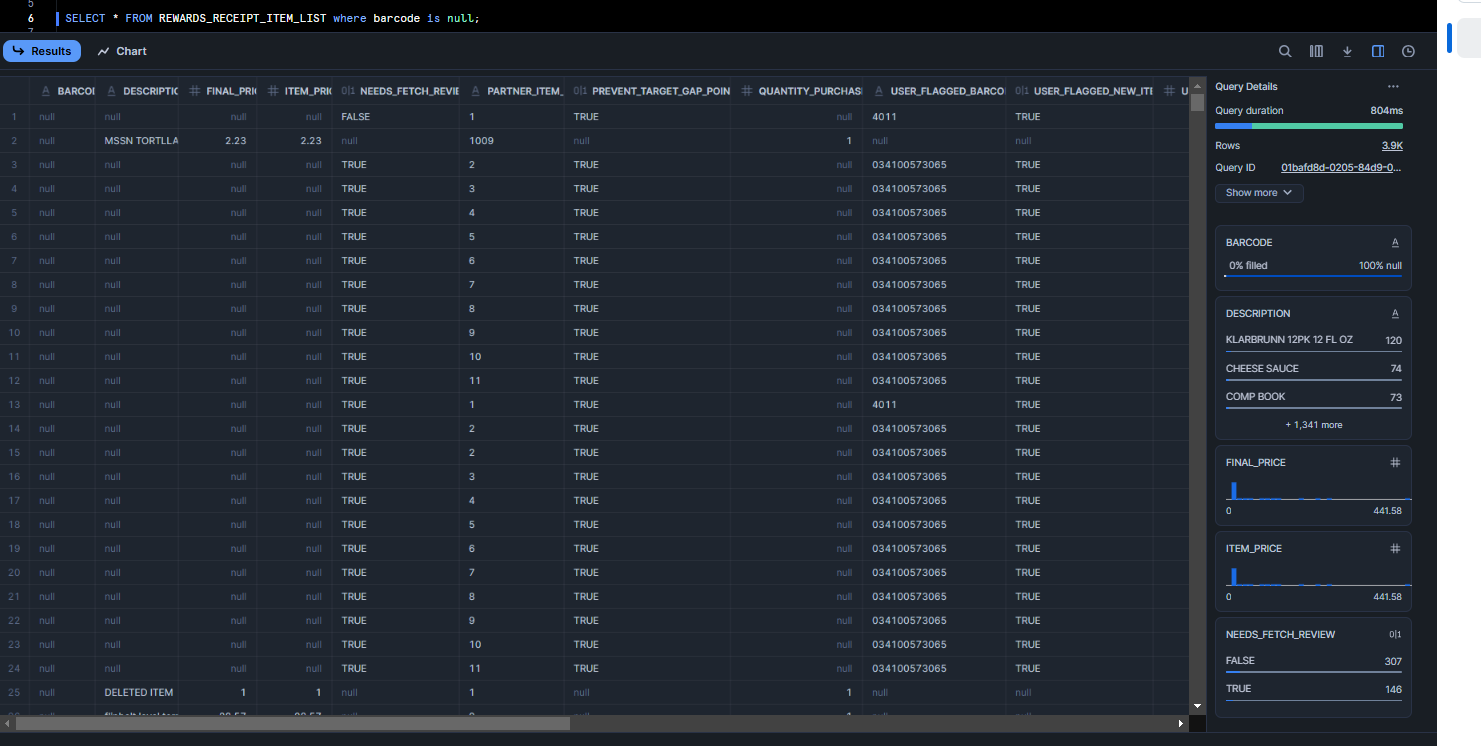 5
6 SELECT * FROM REWARDS_RECEIPT_ITEM_LIST where barcode is null;
7
Results Chart
BARCOI DESCRIPTIC FINAL_PRI ITEM_PRI NEEDS_FETCH_REVIE PARTNER_ITEM_ PREVENT_TARGET_GAP_POIN QUANTITY_PURCHAS USER_FLAGGED_BARCO USER_FLAGGED_NEW_ITE U
1 null null null null FALSE 1 TRUE null 4011 TRUE
2 null MSSN TORTLLA 2.23 2.23 null 1009 null 1 null null
3 null null null null TRUE 2 TRUE null 034100573065 TRUE
4 null null null null TRUE 3 TRUE null 034100573065 TRUE
5 null null null null TRUE 4 TRUE null 034100573065 TRUE
6 null null null null TRUE 5 TRUE null 034100573065 TRUE
7 null null null null TRUE 6 TRUE null 034100573065 TRUE
8 null null null null TRUE 7 TRUE null 034100573065 TRUE
9 null null null null TRUE 8 TRUE null 034100573065 TRUE
10 null null null null TRUE 9 TRUE null 034100573065 TRUE
11 null null null null TRUE 10 TRUE null 034100573065 TRUE
12 null null null null TRUE 11 TRUE null 034100573065 TRUE
13 null null null null TRUE 1 TRUE null 4011 TRUE
14 null null null null TRUE 2 TRUE null 034100573065 TRUE
15 null null null null TRUE 2 TRUE null 034100573065 TRUE
16 null null null null TRUE 3 TRUE null 034100573065 TRUE
17 null null null null TRUE 4 TRUE null 034100573065 TRUE
18 null null null null TRUE 5 TRUE null 034100573065 TRUE
19 null null null null TRUE 6 TRUE null 034100573065 TRUE
20 null null null null TRUE 7 TRUE null 034100573065 TRUE
21 null null null null TRUE 8 TRUE null 034100573065 TRUE
22 null null null null TRUE 9 TRUE null 034100573065 TRUE
23 null null null null TRUE 10 TRUE null 034100573065 TRUE
24 null null null null TRUE 11 TRUE null 034100573065 TRUE
25 null DELETED ITEM 1 1 null 1 null 1 null null
Query Details ...
Query duration 804ms
Rows 3.9K
Query ID 01bafd8d-0205-84d9-0...
Show more
BARCODE A
0% filled 100% null
DESCRIPTION A
KLARBRUNN 12PK 12 FL OZ 120
CHEESE SAUCE 74
COMP BOOK 73
+ 1,341 more
FINAL_PRICE #
0 441.58
ITEM_PRICE #
0 441.58
NEEDS_FETCH_REVIEW 0|1
FALSE 307
TRUE 146